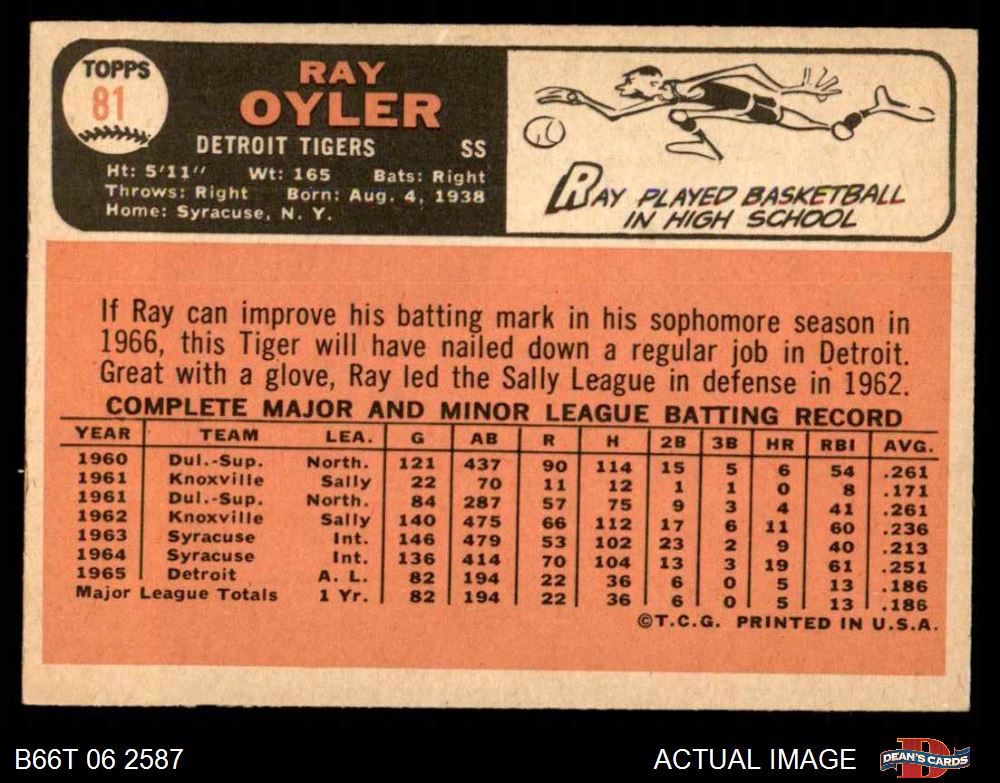 TOPPS
81
RAY
OYLER
DETROIT TIGERS SS
Ht: 5'11" Wt: 165 Bats: Right
Throws: Right Born: Aug. 4, 1938
Home: Syracuse, N. Y.
RAY PLAYED BASKETBALL
IN HIGH SCHOOL
If Ray can improve his batting mark in his sophomore season in
1966, this Tiger will have nailed down a regular job in Detroit.
Great with a glove, Ray led the Sally League in defense in 1962.
COMPLETE MAJOR AND MINOR LEAGUE BATTING RECORD
YEAR TEAM LEA. G AB R H 2B 3B HR RBI AVG.
1960 Dul.-Sup. North. 121 437 90 114 15 5 6 54 .261
1961 Knoxville Sally 22 70 11 12 1 1 0 8 .171
1961 Dul.-Sup. North. 84 287 57 75 9 3 4 41 .261
1962 Knoxville Sally 140 475 66 112 17 6 11 60 .236
1963 Syracuse Int. 146 479 53 102 23 2 9 40 .213
1964 Syracuse Int. 136 414 70 104 13 3 19 61 .251
1965 Detroit A. L. 82 194 22 36 6 0 5 13 .186
Major League Totals 1 Yr. 82 194 22 36 6 0 5 13 .186
©T.C.G. PRINTED IN U.S.A.
B66T 06 2587 ACTUAL IMAGE
DEAN'S CARDS